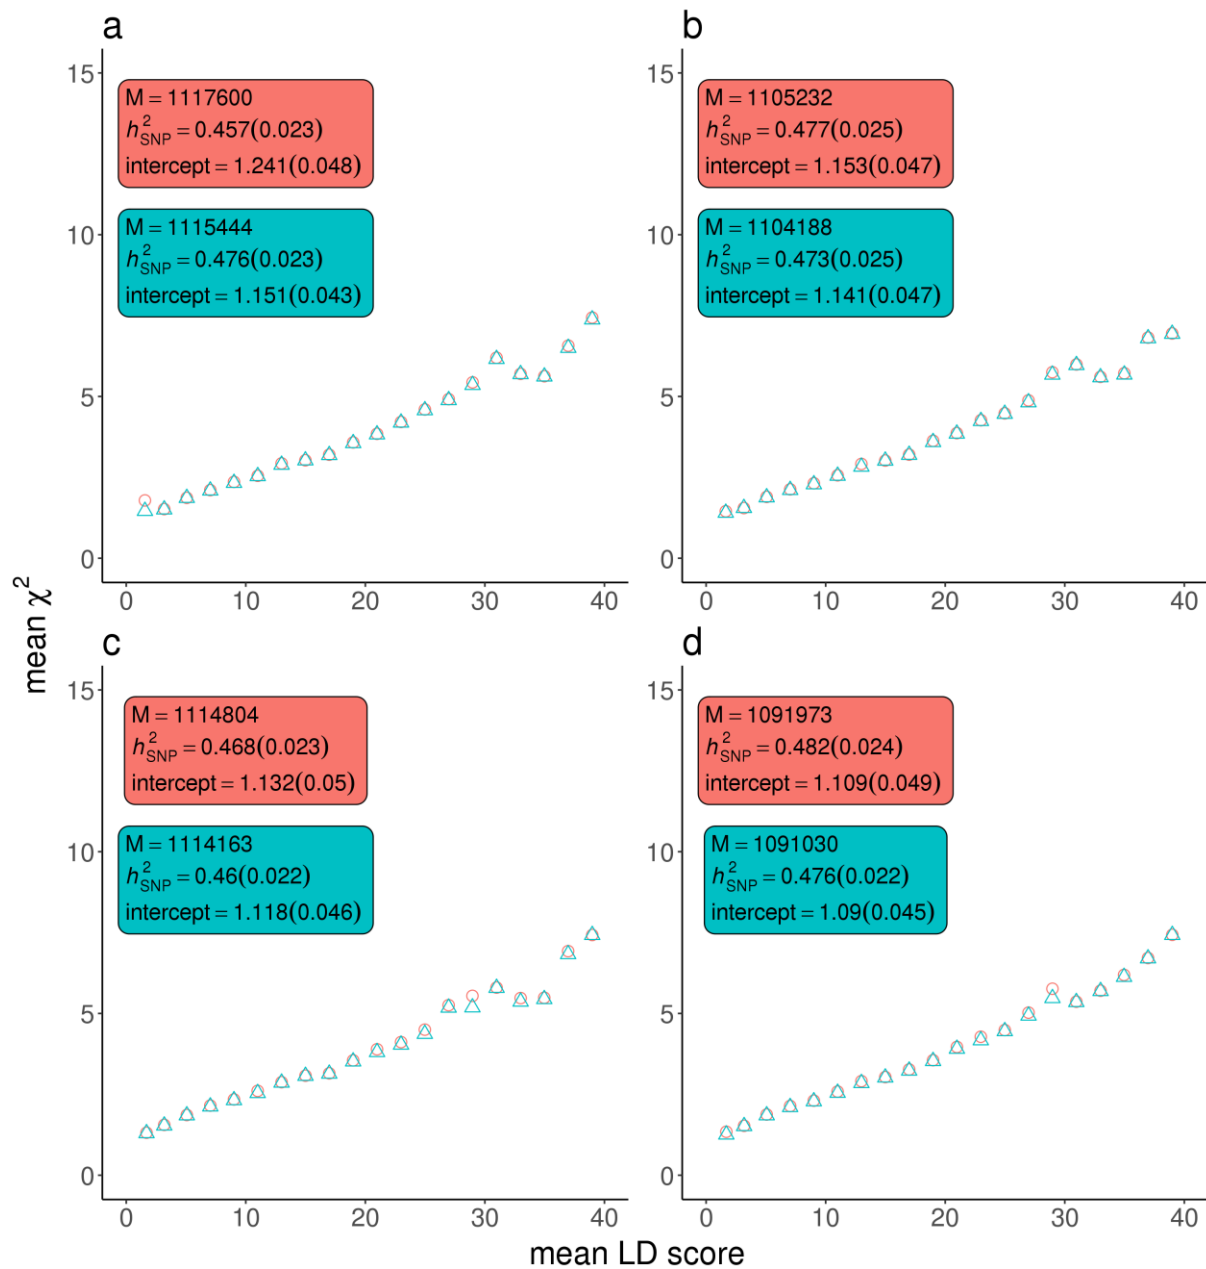 a
15
10
5
0
M = 1117600
h²SNP = 0.457(0.023)
intercept = 1.241(0.048)
M = 1115444
h²SNP = 0.476(0.023)
intercept = 1.151(0.043)
0 10 20 30 40
b
15
10
5
0
M = 1105232
h²SNP = 0.477(0.025)
intercept = 1.153(0.047)
M = 1104188
h²SNP = 0.473(0.025)
intercept = 1.141(0.047)
0 10 20 30 40
mean χ²
c
15
10
5
0
M = 1114804
h²SNP = 0.468(0.023)
intercept = 1.132(0.05)
M = 1114163
h²SNP = 0.46(0.022)
intercept = 1.118(0.046)
0 10 20 30 40
d
15
10
5
0
M = 1091973
h²SNP = 0.482(0.024)
intercept = 1.109(0.049)
M = 1091030
h²SNP = 0.476(0.022)
intercept = 1.09(0.045)
0 10 20 30 40
mean LD score